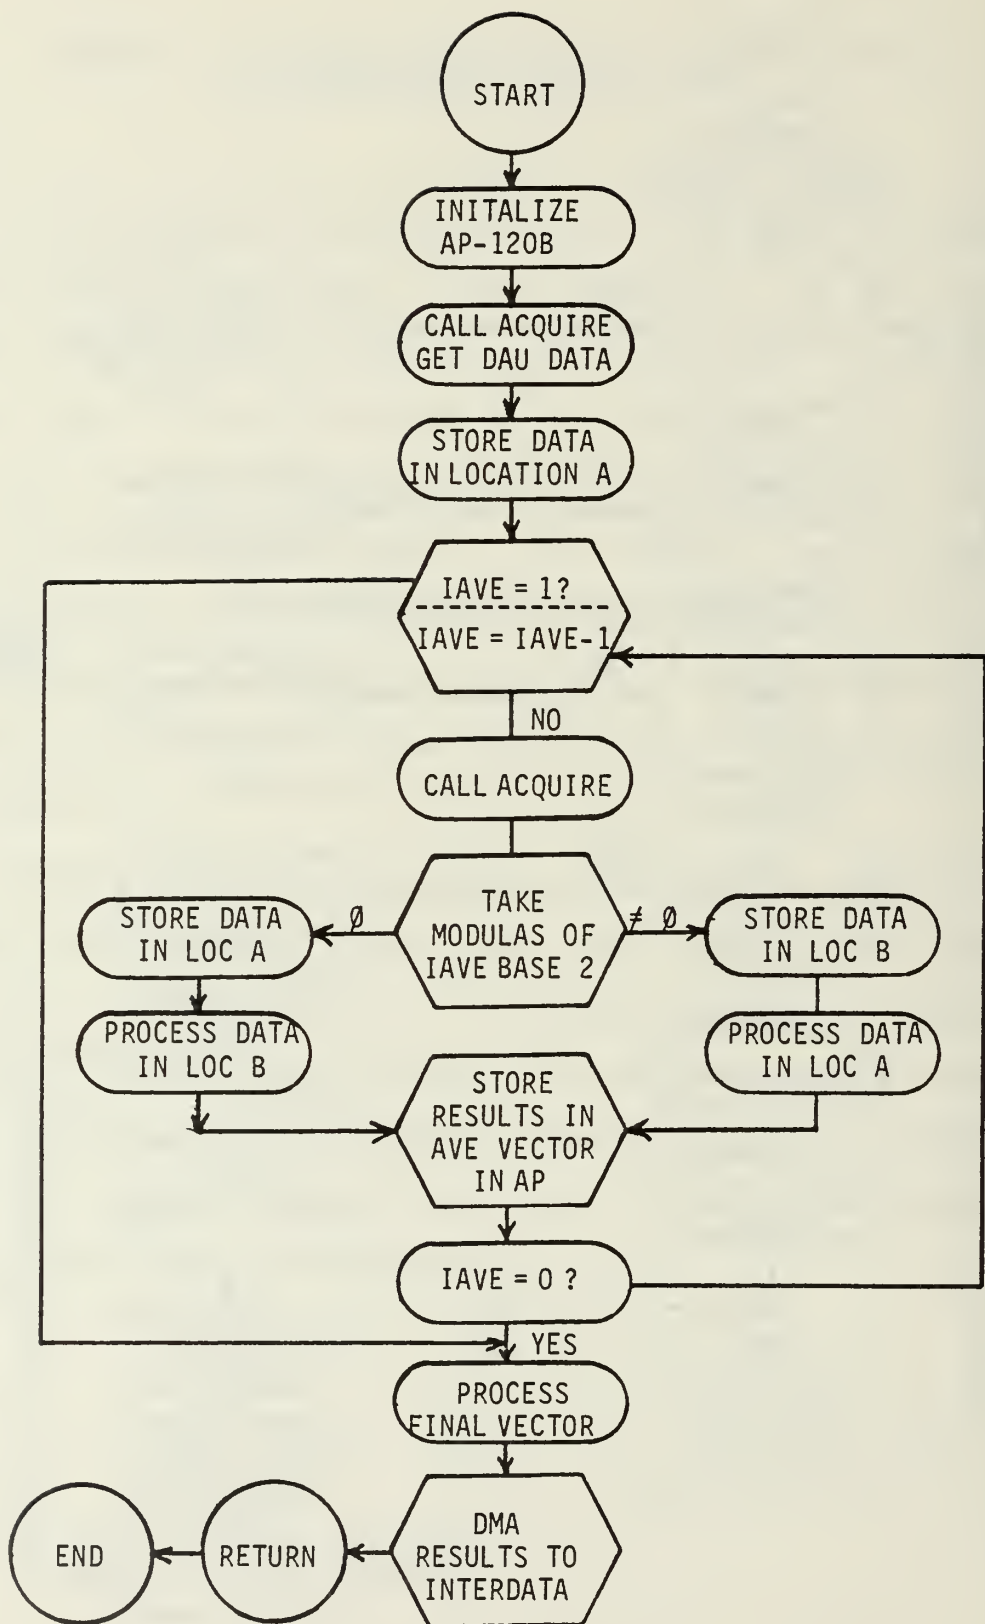 START
INITALIZE
AP-120B
CALL ACQUIRE
GET DAU DATA
STORE DATA
IN LOCATION A
IAVE = 1?
IAVE = IAVE-1
NO
CALL ACQUIRE
TAKE
MODULAS OF
IAVE BASE 2
Ø
≠ Ø
STORE DATA
IN LOC A
PROCESS DATA
IN LOC B
STORE DATA
IN LOC B
PROCESS DATA
IN LOC A
STORE
RESULTS IN
AVE VECTOR
IN AP
IAVE = 0 ?
YES
PROCESS
FINAL VECTOR
DMA
RESULTS TO
INTERDATA
RETURN
END